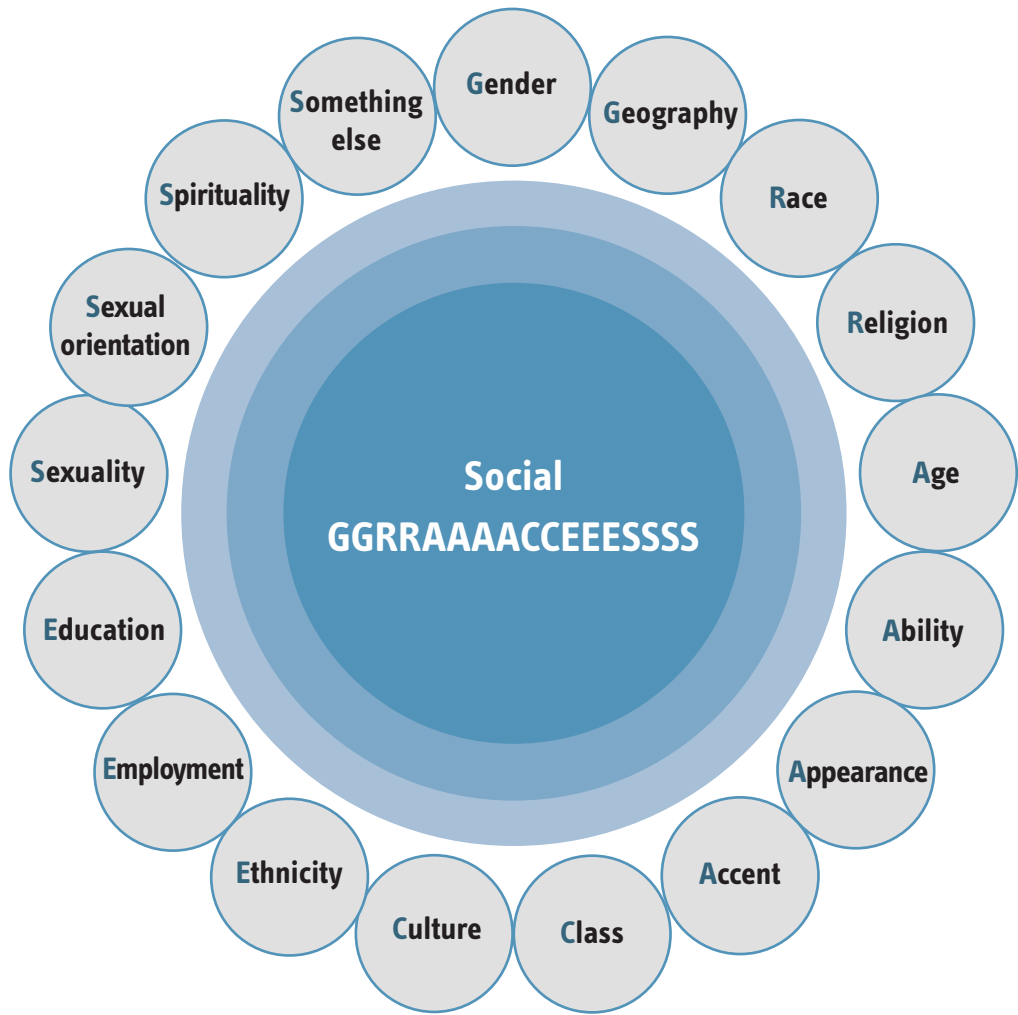 Gender
Geography
Race
Religion
Age
Ability
Appearance
Accent
Class
Culture
Ethnicity
Employment
Education
Sexuality
Sexual
orientation
Spirituality
Something
else
Social
GGRRAAAACCEEESSSS